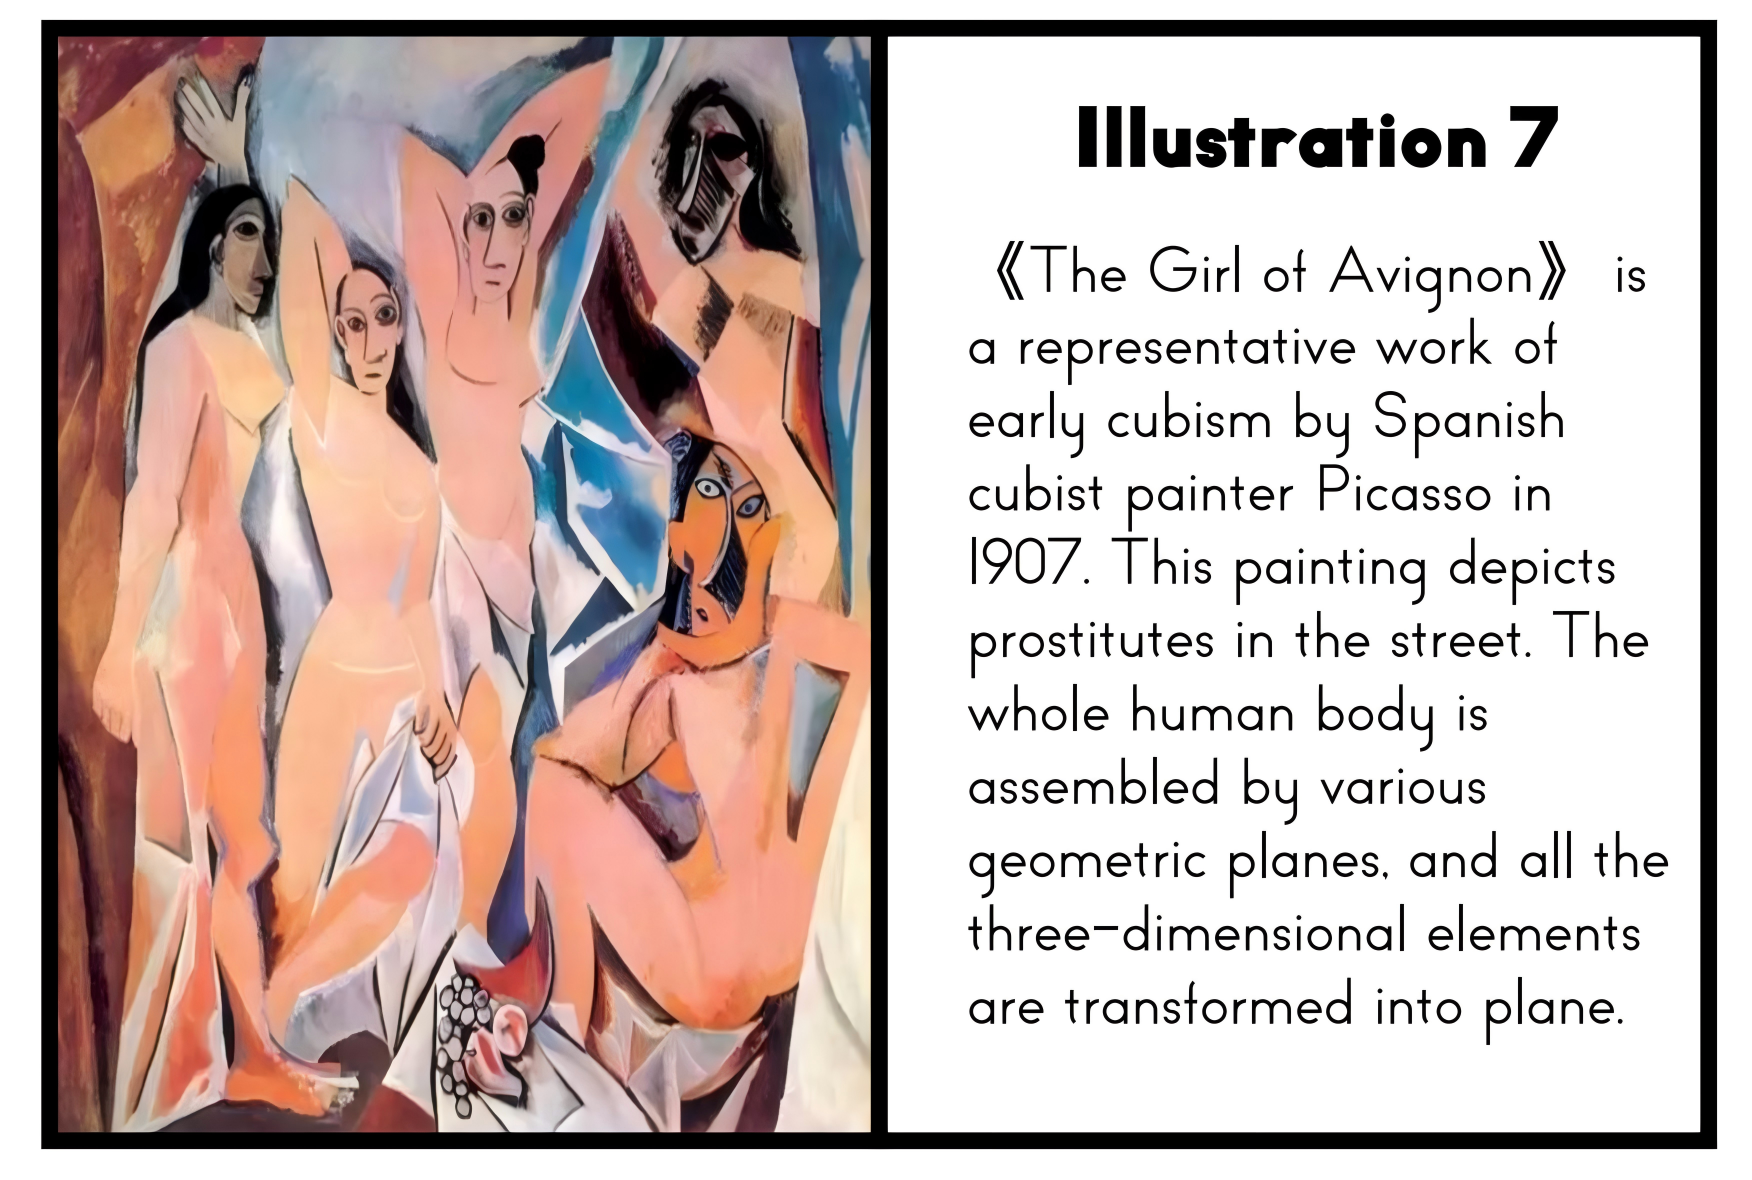 Illustration 7
《The Girl of Avignon》 is
a representative work of
early cubism by Spanish
cubist painter Picasso in
1907. This painting depicts
prostitutes in the street. The
whole human body is
assembled by various
geometric planes, and all the
three-dimensional elements
are transformed into plane.